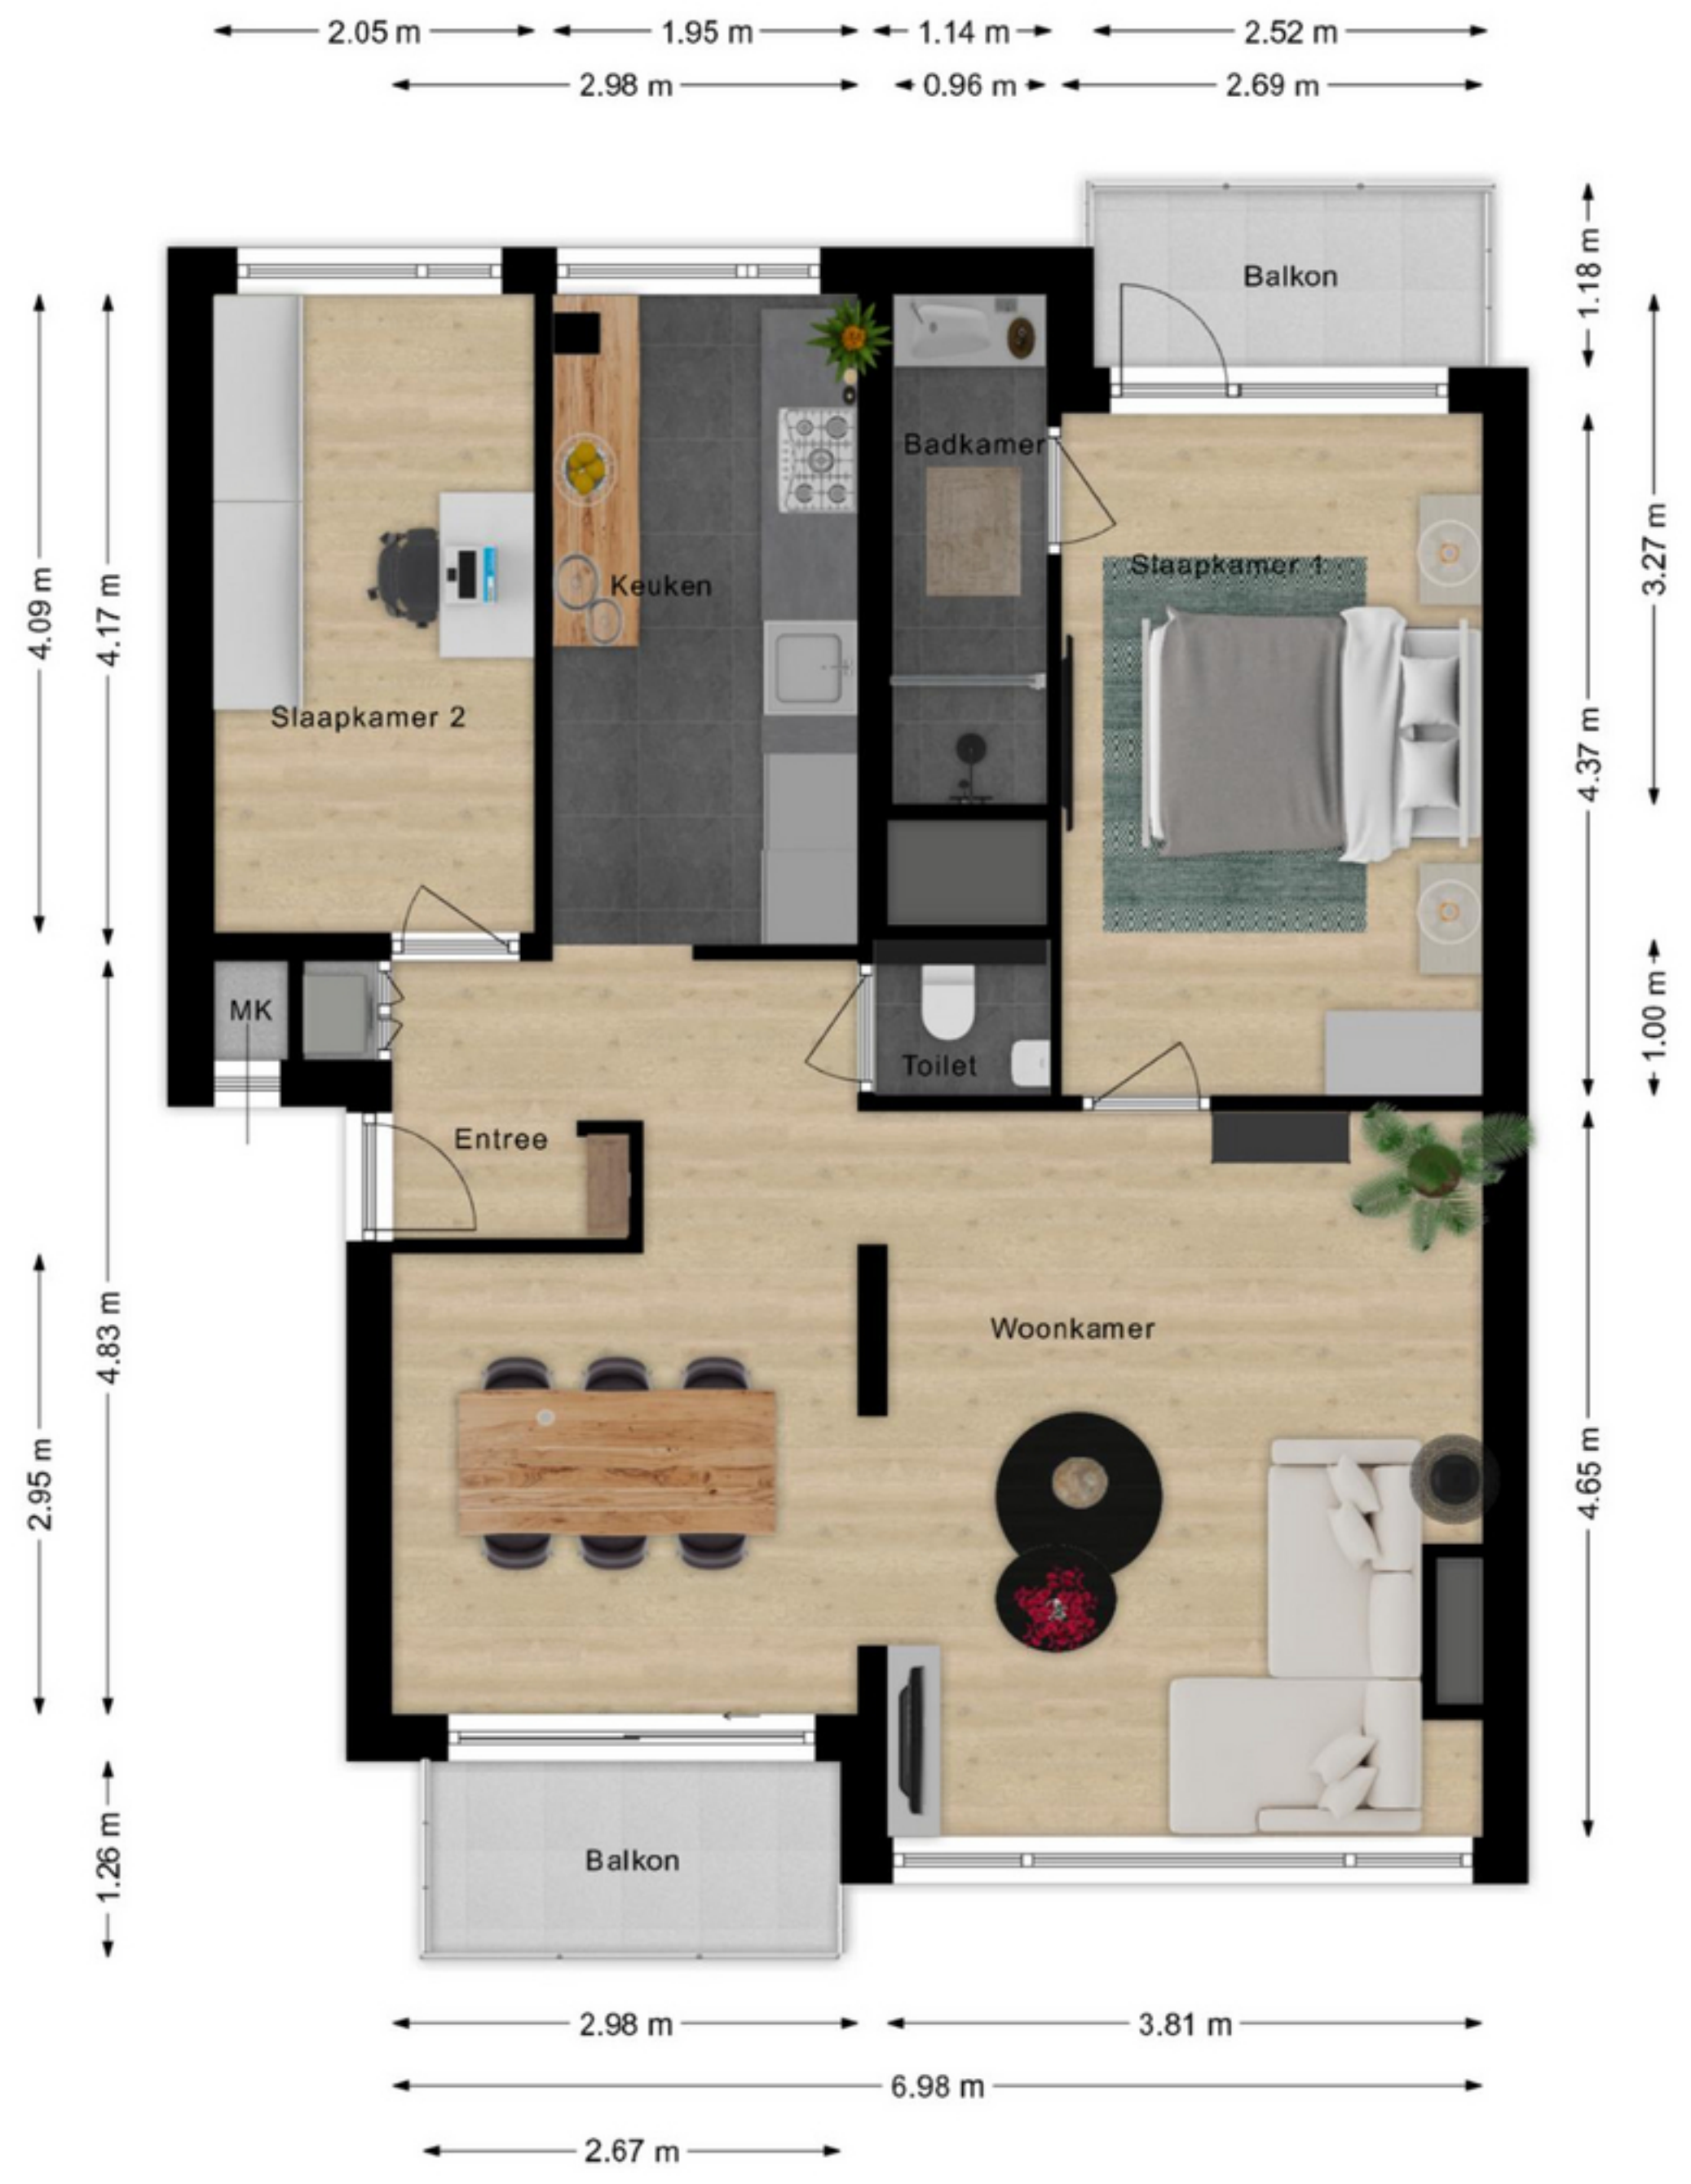 2.05 m
1.95 m
1.14 m
2.52 m
2.98 m
0.96 m
2.69 m
Balkon
1.18 m
4.09 m
4.17 m
Slaapkamer 2
Keuken
Badkamer
Slaapkamer 1
3.27 m
4.37 m
MK
Toilet
1.00 m
Entree
Woonkamer
2.95 m
4.83 m
4.65 m
1.26 m
Balkon
2.98 m
3.81 m
6.98 m
2.67 m